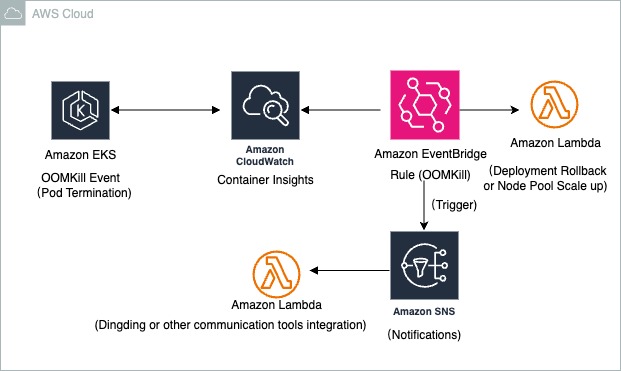 AWS Cloud
Amazon EKS
OOMKill Event
(Pod Termination)
Amazon
CloudWatch
Container Insights
Amazon EventBridge
Rule (OOMKill)
(Trigger)
Amazon Lambda
(Deployment Rollback
or Node Pool Scale up)
Amazon Lambda
(Dingding or other communication tools integration)
Amazon SNS
(Notifications)